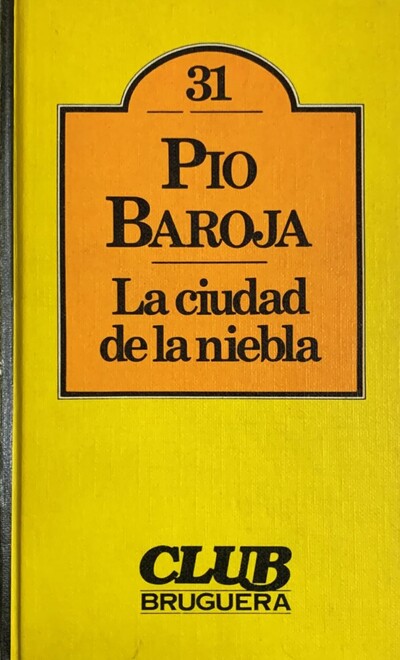 31
PIO
BAROJA
La ciudad
de la niebla
CLUB
BRUGUERA